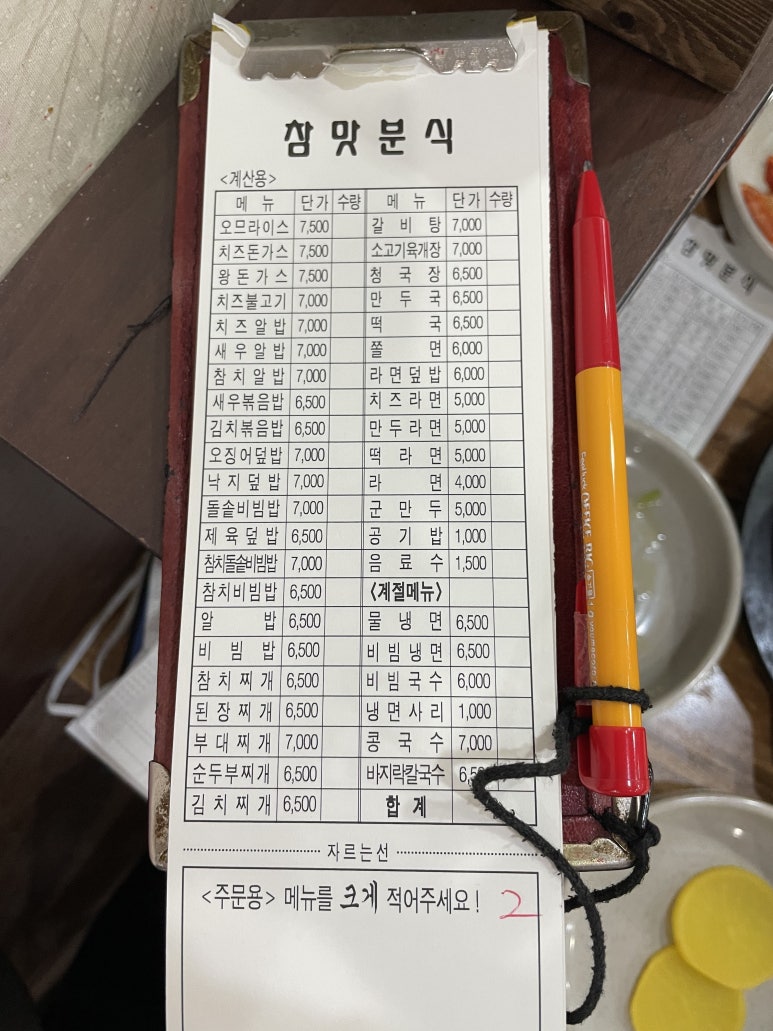 참맛분식
<계산용>
메뉴 단가 수량 메뉴 단가 수량
오므라이스 7,500 갈비탕 7,000
치즈돈가스 7,500 소고기육개장 7,000
왕돈가스 7,500 청국장 6,500
치즈불고기 7,000 만두국 6,500
치즈알밥 7,000 떡국 6,500
새우알밥 7,000 쫄면 6,000
참치알밥 7,000 라면덮밥 6,000
새우볶음밥 6,500 치즈라면 5,000
김치볶음밥 6,500 만두라면 5,000
오징어덮밥 7,000 떡라면 5,000
낙지덮밥 7,000 라면 4,000
돌솥비빔밥 7,000 군만두 5,000
제육덮밥 6,500 공기밥 1,000
참치돌솥비빔밥 7,000 음료수 1,500
참치비빔밥 6,500 <계절메뉴>
알밥 6,500 물냉면 6,500
비빔밥 6,500 비빔냉면 6,500
참치찌개 6,500 비빔국수 6,000
된장찌개 6,500 냉면사리 1,000
부대찌개 7,000 콩국수 7,000
순두부찌개 6,500 바지락칼국수
김치찌개 6,500 합계
자르는선
<주문용> 메뉴를 크게 적어주세요! 2
참맛분식
OFFICE BIG